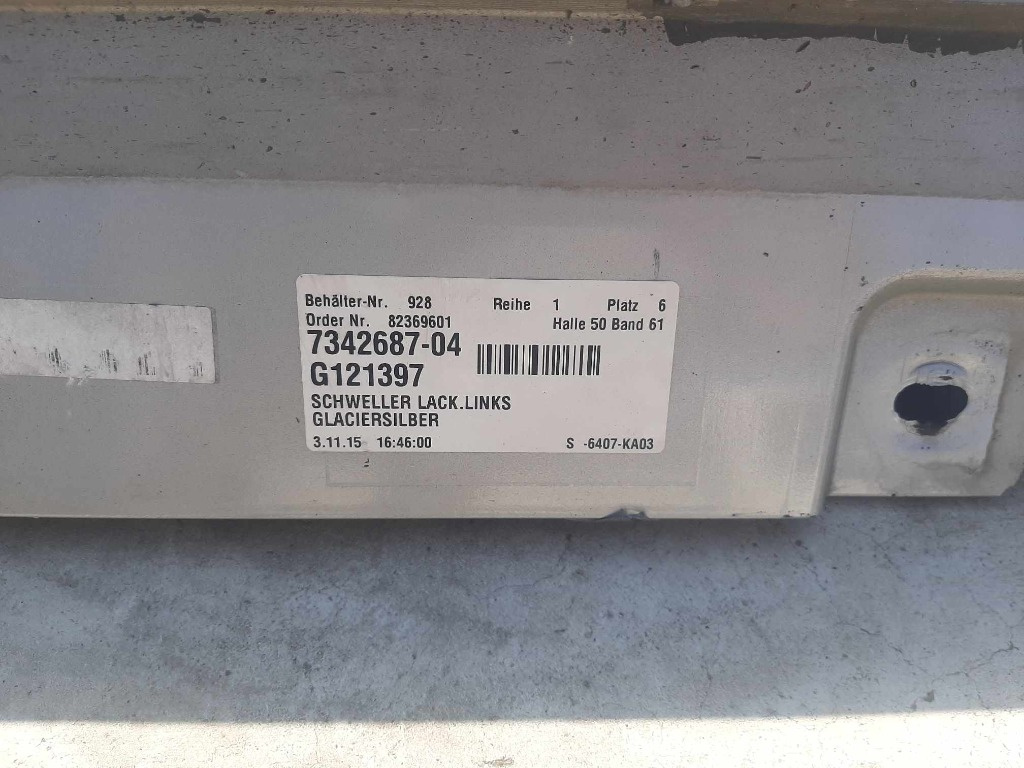 Behälter-Nr. 928 Reihe 1 Platz 6
Order Nr. 82369601 Halle 50 Band 61
7342687-04
G121397
SCHWELLER LACK.LINKS
GLACIERSILBER
3.11.15 16:46:00 S -6407-KA03